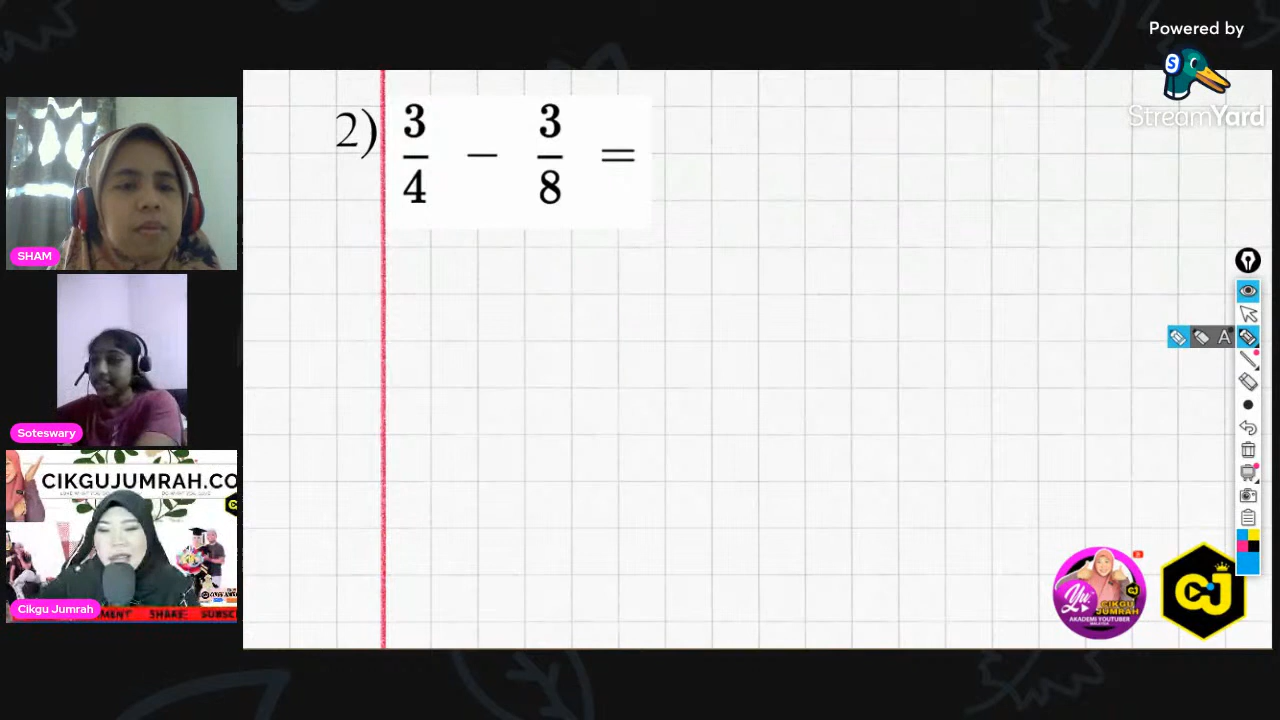 Powered by
StreamYard
2) 3/4 - 3/8 =
SHAM
Soteswary
CIKGUJUMRAH.CO
Cikgu Jumrah
MENT SHARE SUBSC
A
CIKGU
JUMRAH
AKADEMI YOUTUBER
MALAYSIA
CJ